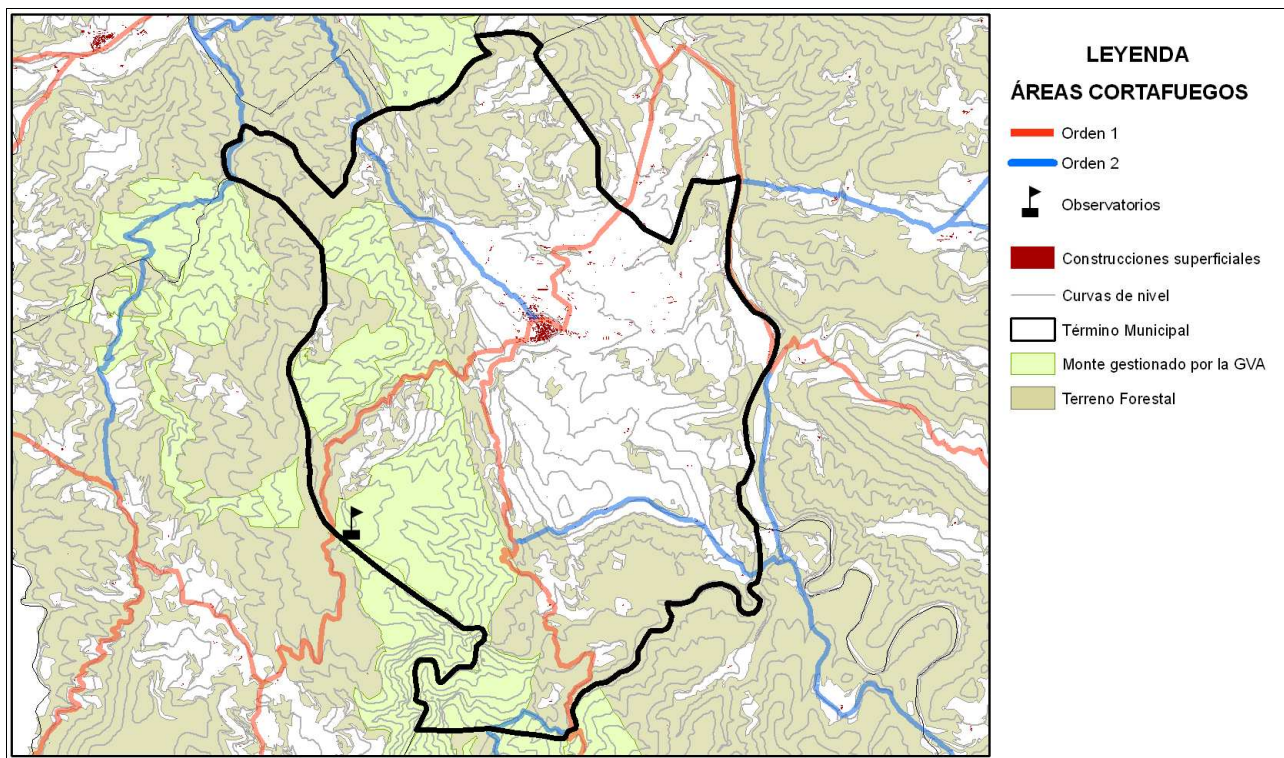 LEYENDA
ÁREAS CORTAFUEGOS
Orden 1
Orden 2
Observatorios
Construcciones superficiales
Curvas de nivel
Término Municipal
Monte gestionado por la GVA
Terreno Forestal